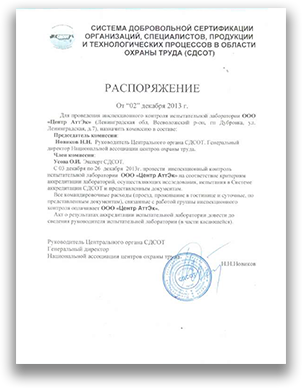 СИСТЕМА ДОБРОВОЛЬНОЙ СЕРТИФИКАЦИИ
ОРГАНИЗАЦИЙ, СПЕЦИАЛИСТОВ, ПРОДУКЦИИ
И ТЕХНОЛОГИЧЕСКИХ ПРОЦЕССОВ В ОБЛАСТИ
ОХРАНЫ ТРУДА (СДСОТ)
РАСПОРЯЖЕНИЕ
От “02” декабря 2013 г.
Для проведения инспекционного контроля испытательной лаборатории ООО
«Центр АттЭк» (Ленинградская обл. Всеволожский р-он, гп Дубровка, ул.
Ленинградская, д.7), назначить комиссию в составе:
Председатель комиссии:
Новиков Н.Н. Руководитель Центрального органа СДСОТ. Генеральный
директор Национальной ассоциации центров охраны труда.
Член комиссии:
О.И. Эксперт СДСОТ.
С 03 декабря по 26 декабря 2013г. провести инспекционный контроль
испытательной лаборатории ООО «Центр АттЭк» на соответствие критериям
аккредитации лабораторий, осуществляющих исследования, испытания в Системе
аккредитации СДСОТ и представленным документам.
Все командировочные расходы (проезд, проживание в гостинице и суточные, по
представленным документам), связанные с работой группы инспекционного
контроля оплачивает ООО «Центр АттЭк».
Акт о результатах аккредитации испытательной лаборатории довести до
сведения руководителя испытательной лаборатории (в части касающейся).
Руководитель Центрального органа СДСОТ
Генеральный директор
Национальной ассоциации центров охраны труда
Н.Н.Новиков